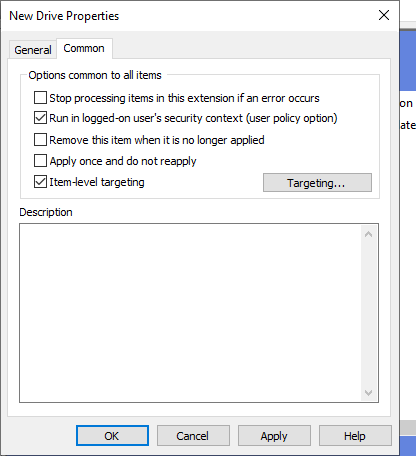 New Drive Properties
General
Common
Options common to all items
Stop processing items in this extension if an error occurs
Run in logged-on user's security context (user policy option)
Remove this item when it is no longer applied
Apply once and do not reapply
Item-level targeting
Targeting...
Description
OK
Cancel
Apply
Help
on
ate